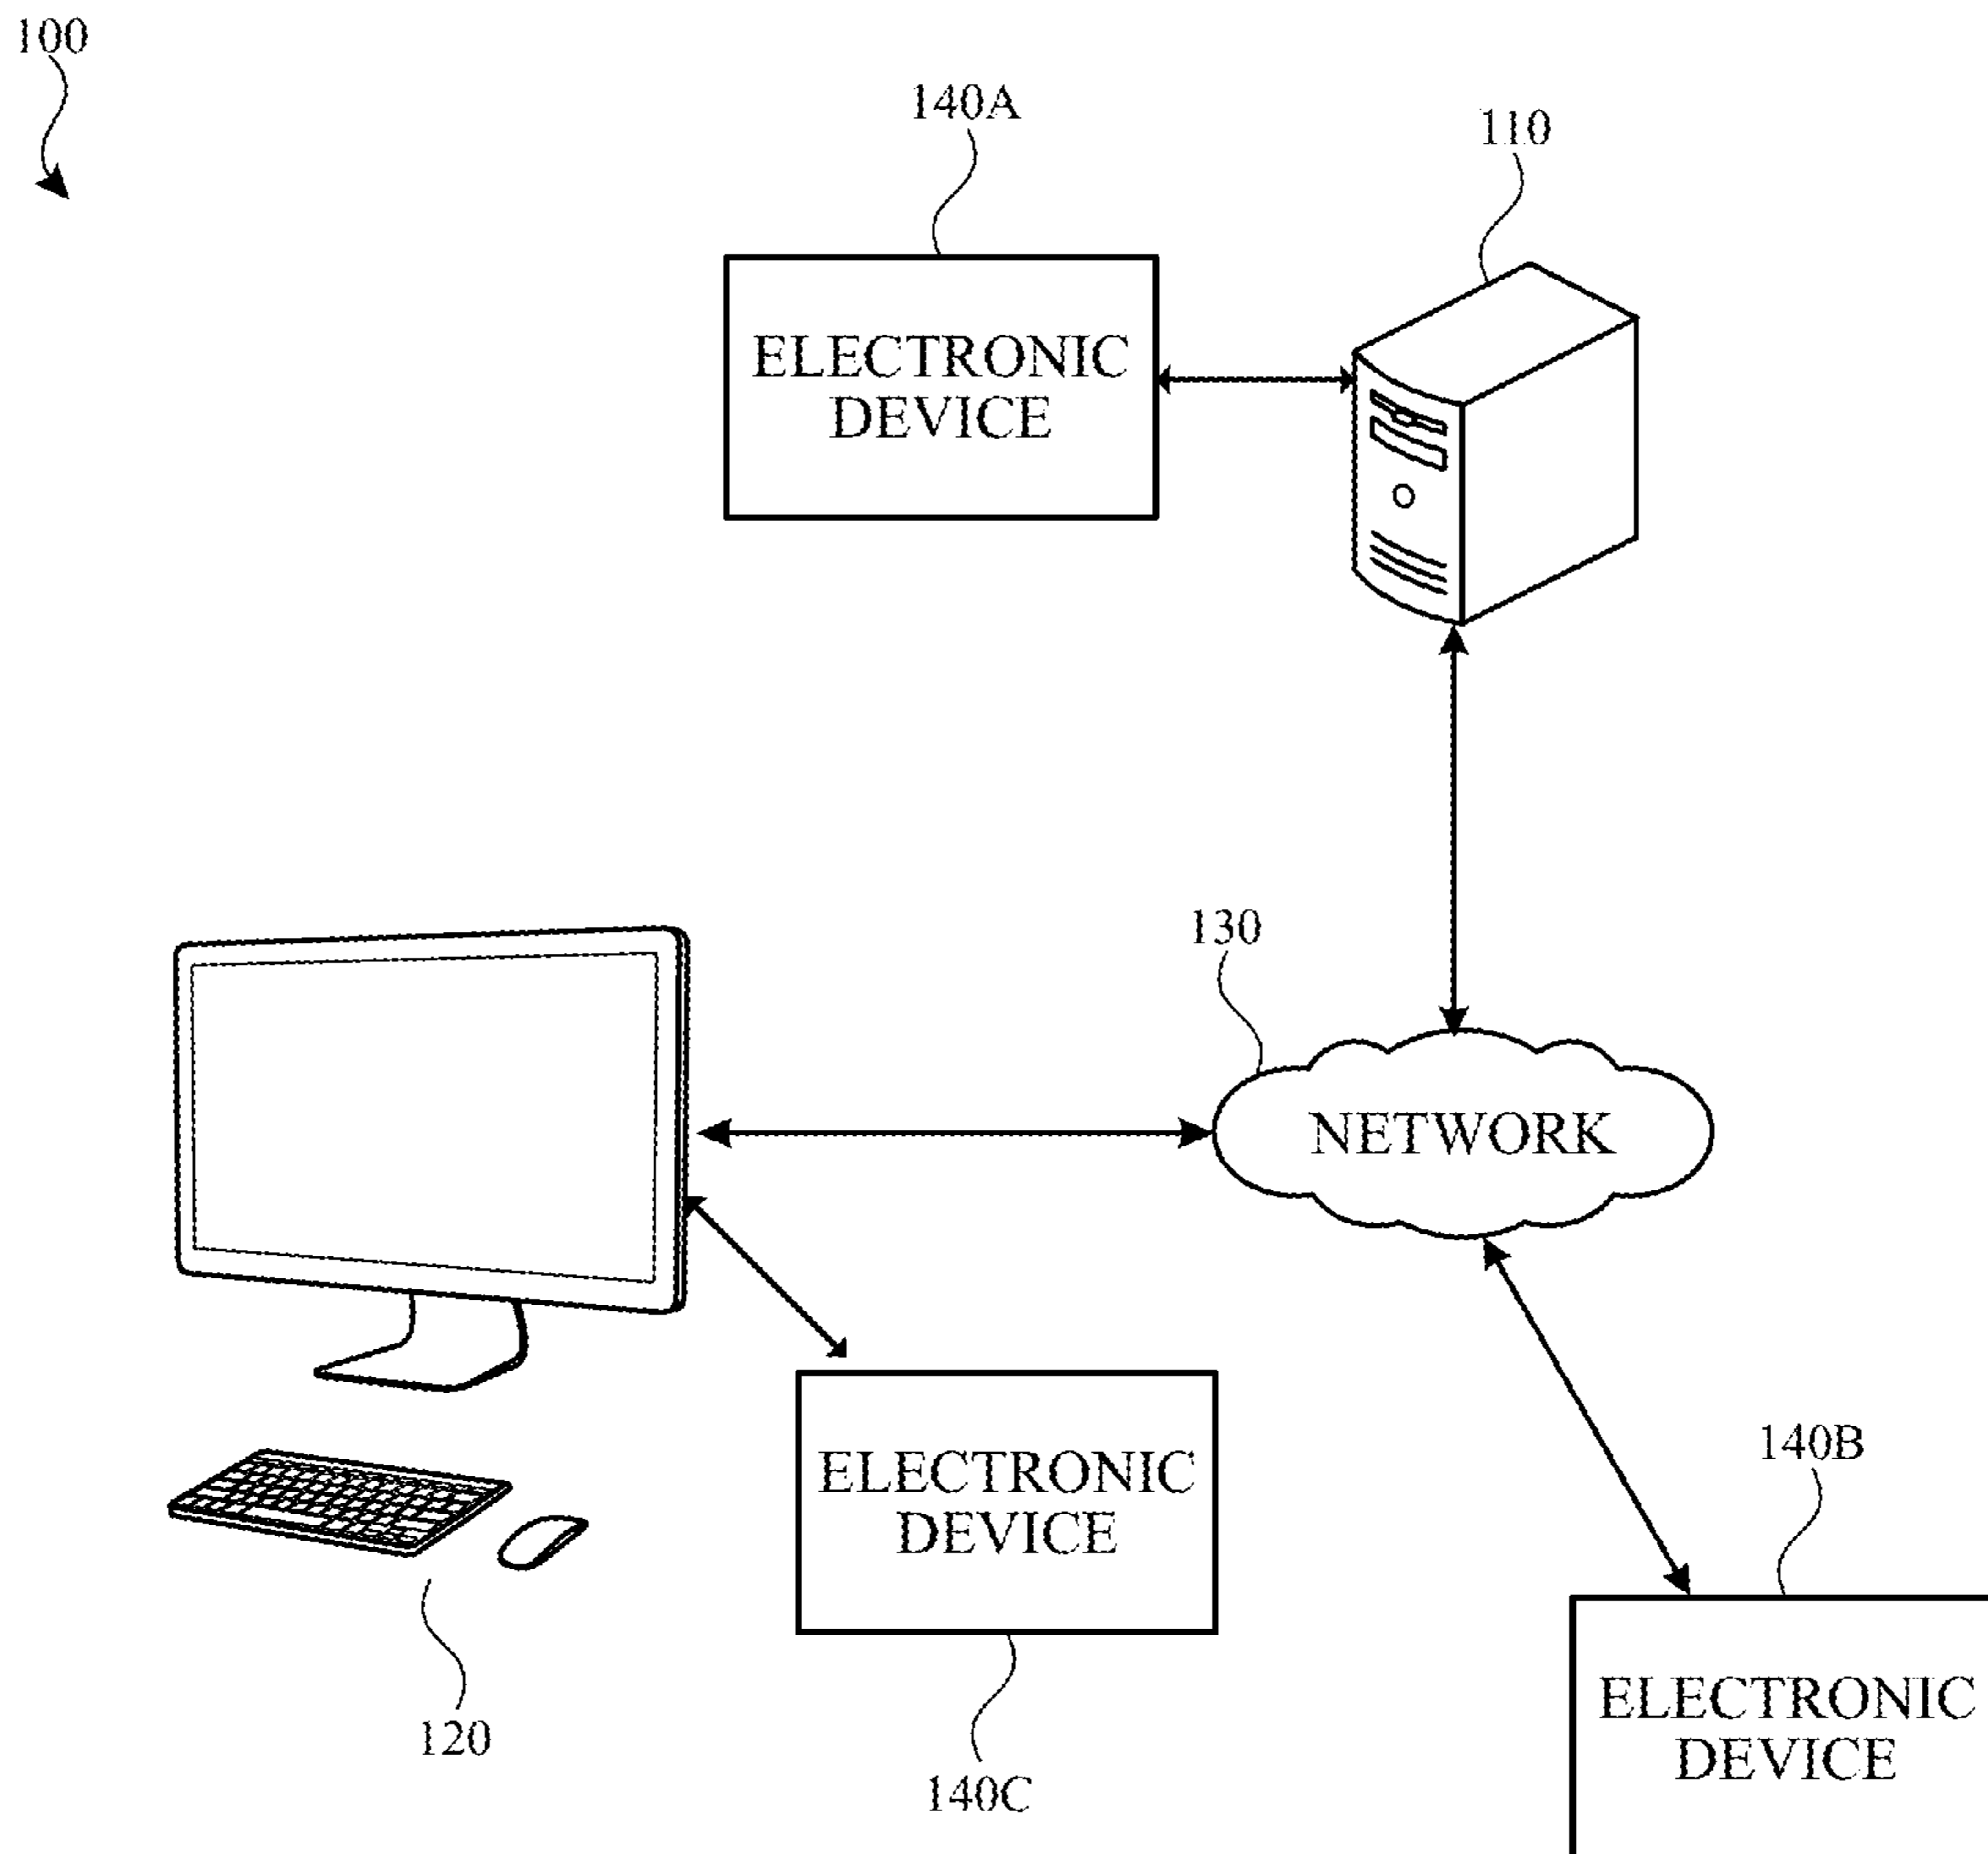 100
140A
110
ELECTRONIC
DEVICE
130
NETWORK
140B
ELECTRONIC
DEVICE
120
140C
ELECTRONIC
DEVICE